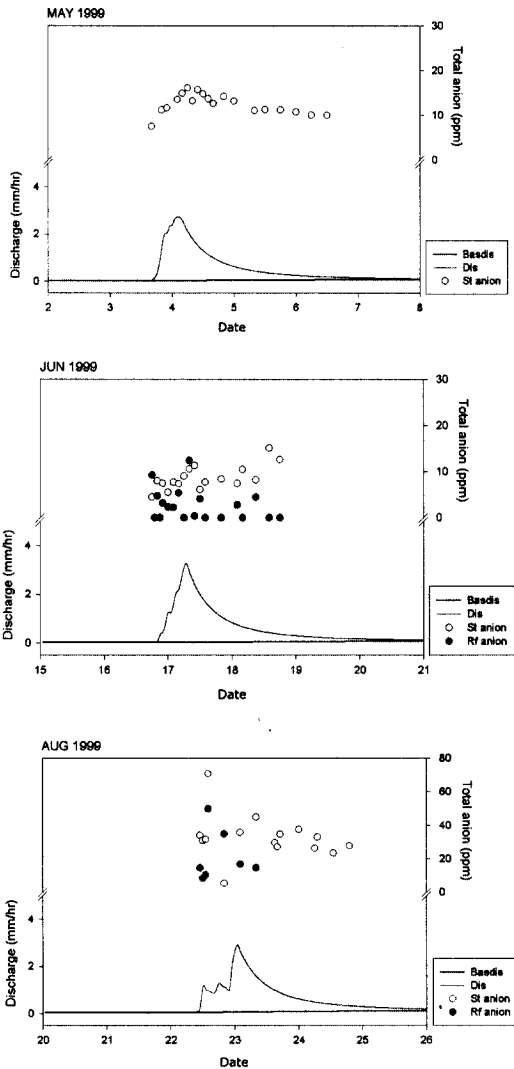 MAY 1999
30
20
10
0
Total anion (ppm)
4
2
0
Discharge (mm/hr)
2 3 4 5 6 7 8
Date
Basdis
Dis
St anion
JUN 1999
30
20
10
0
Total anion (ppm)
4
2
0
Discharge (mm/hr)
15 16 17 18 19 20 21
Date
Basdis
Dis
St anion
Rf anion
AUG 1999
80
60
40
20
0
Total anion (ppm)
4
2
0
Discharge (mm/hr)
20 21 22 23 24 25 26
Date
Basdis
Dis
St anion
Rf anion